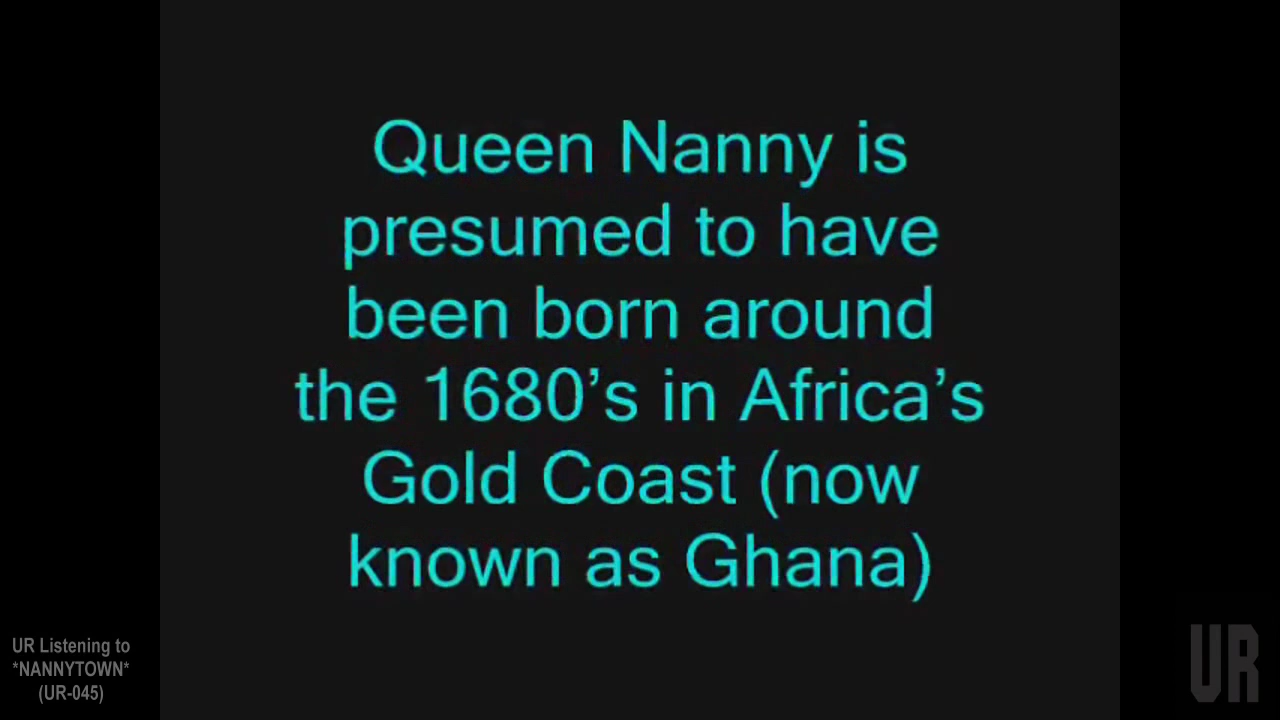 Queen Nanny is
presumed to have
been born around
the 1680’s in Africa’s
Gold Coast (now
known as Ghana)
UR Listening to
*NANNYTOWN*
(UR-045)
UR